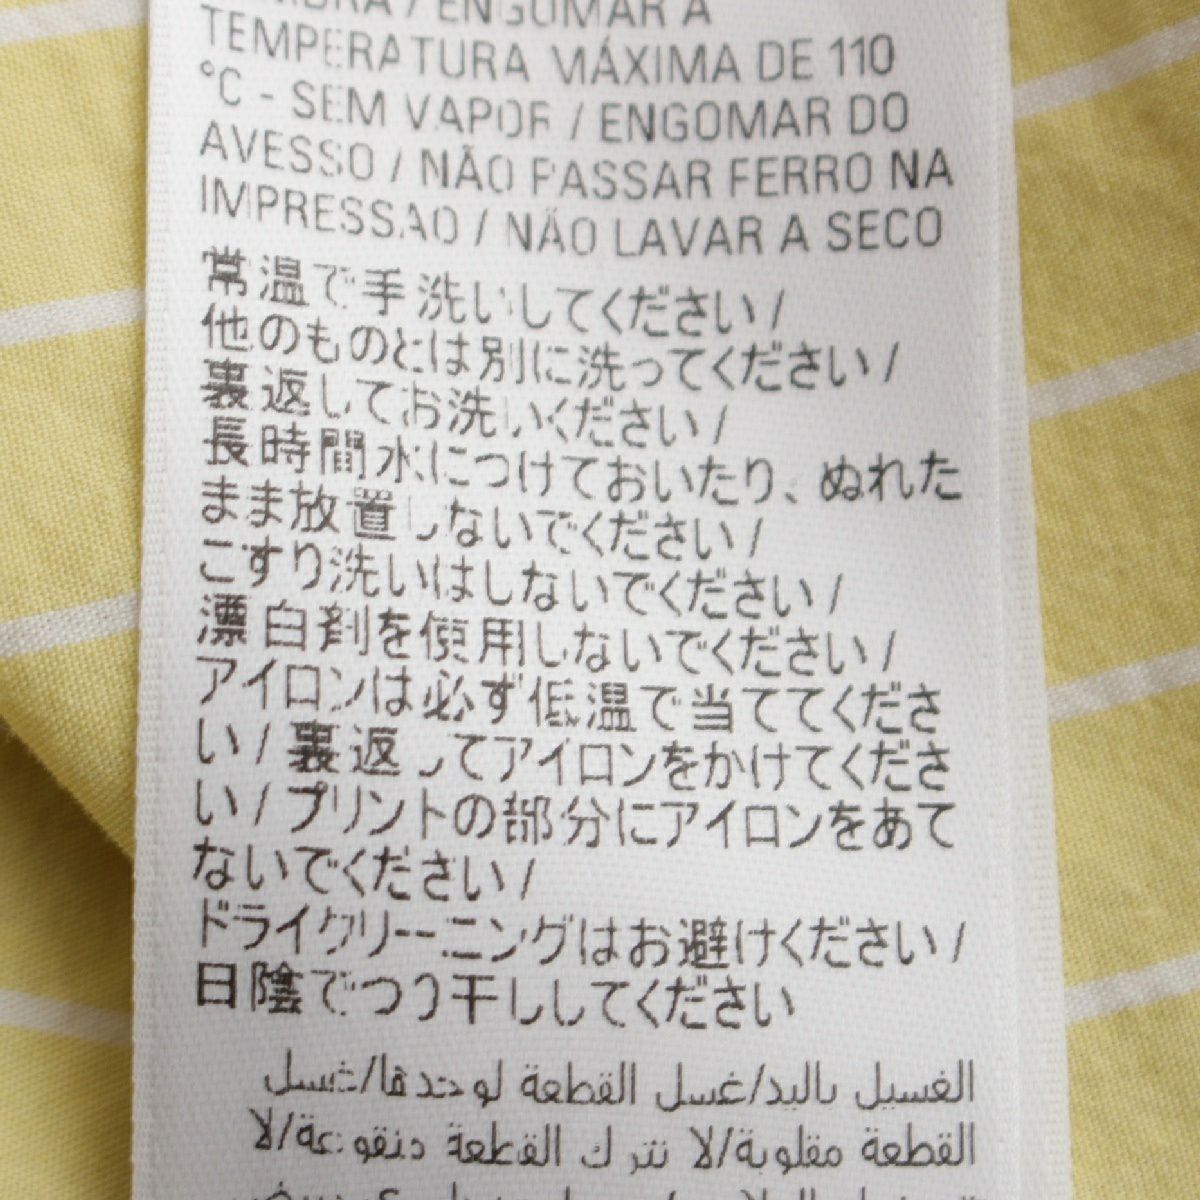 / ENGOMAR A
TEMPERATURA MÁXIMA DE 110
°C - SEM VAPOR / ENGOMAR DO
AVESSO / NÃO PASSAR FERRO NA
IMPRESSAO / NÃO LAVAR A SECO
常温で手洗いしてください /
他のものとは別に洗ってください /
裏返してお洗いください /
長時間水につけておいたり、ぬれた
まま放置しないでください /
こすり洗いはしないでください /
漂白剤を使用しないでください /
アイロンは必ず低温で当ててくださ
い / 裏返してアイロンをかけてくださ
い / プリントの部分にアイロンをあて
ないでください /
ドライクリーニングはお避けください /
日陰でつり干ししてください
الغسيل باليد/غسل القطعة لوحدها/غسل
القطعة مقلوبة/لا تترك القطعة منقوعة/لا